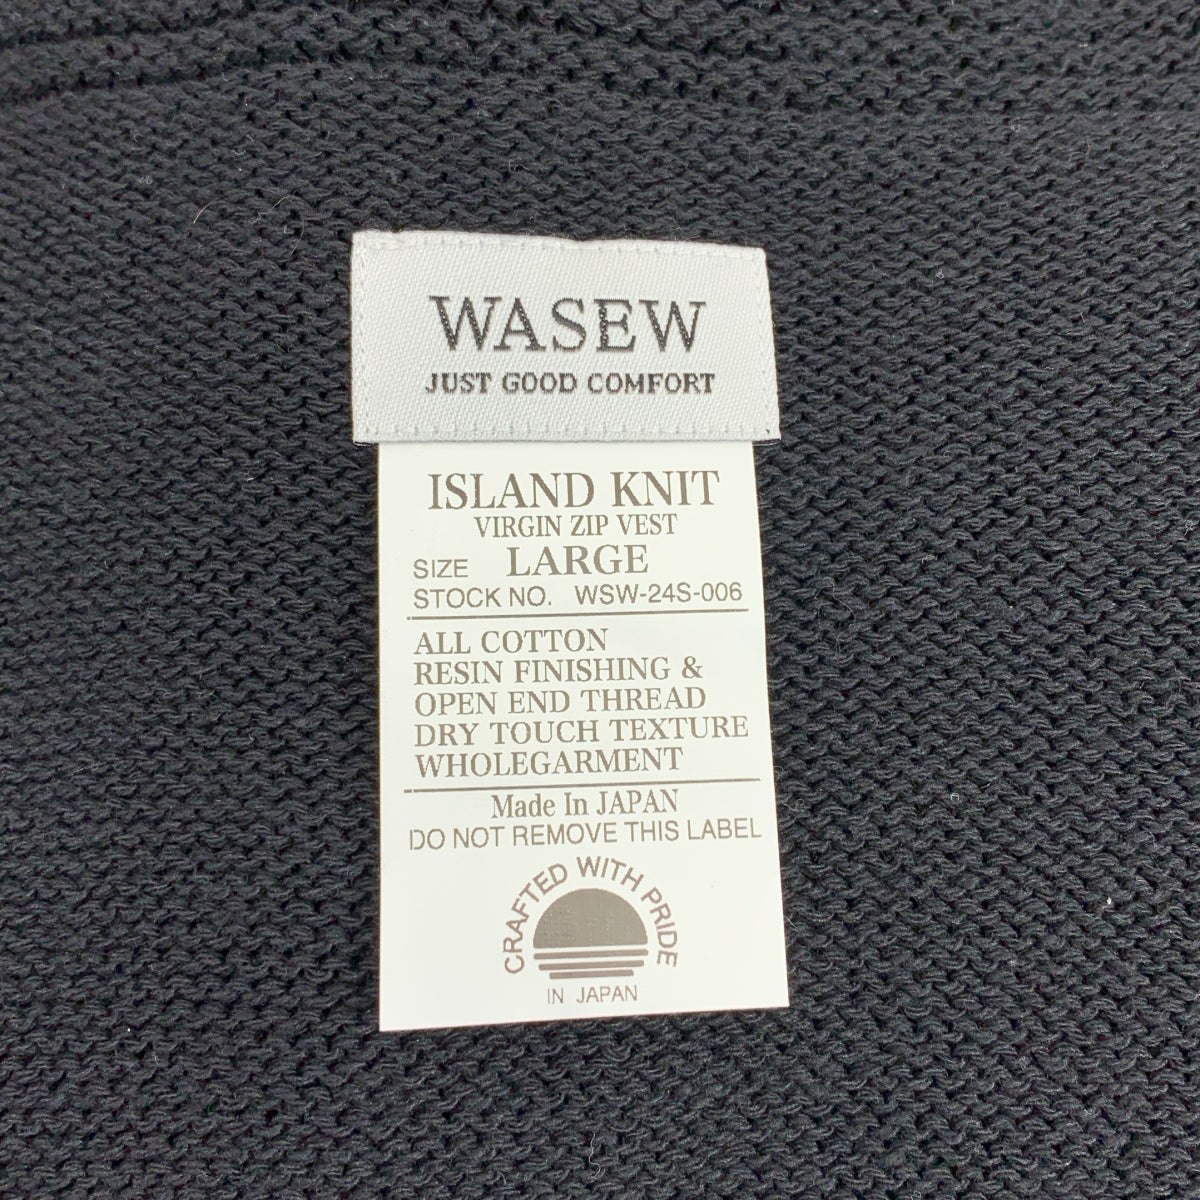 WASEW
JUST GOOD COMFORT
ISLAND KNIT
VIRGIN ZIP VEST
SIZE LARGE
STOCK NO. WSW-24S-006
ALL COTTON
RESIN FINISHING &
OPEN END THREAD
DRY TOUCH TEXTURE
WHOLEGARMENT
Made In JAPAN
DO NOT REMOVE THIS LABEL
CRAFTED WITH PRIDE
IN JAPAN